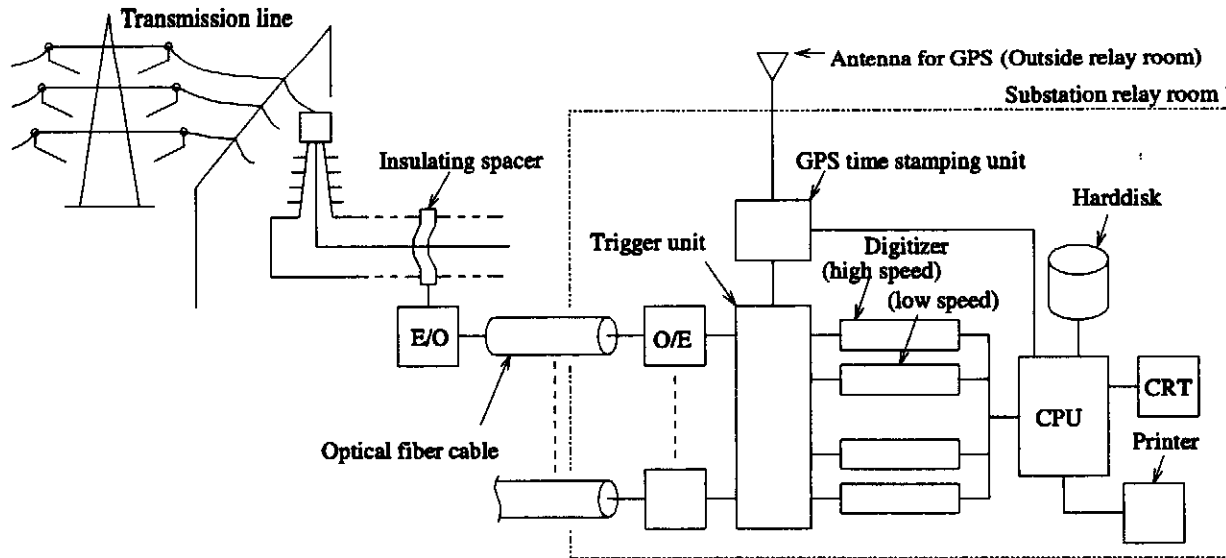 Transmission line
Antenna for GPS (Outside relay room)
Substation relay room
Insulating spacer
GPS time stamping unit
Harddisk
Trigger unit
Digitizer
(high speed)
(low speed)
E/O
O/E
CPU
CRT
Optical fiber cable
Printer